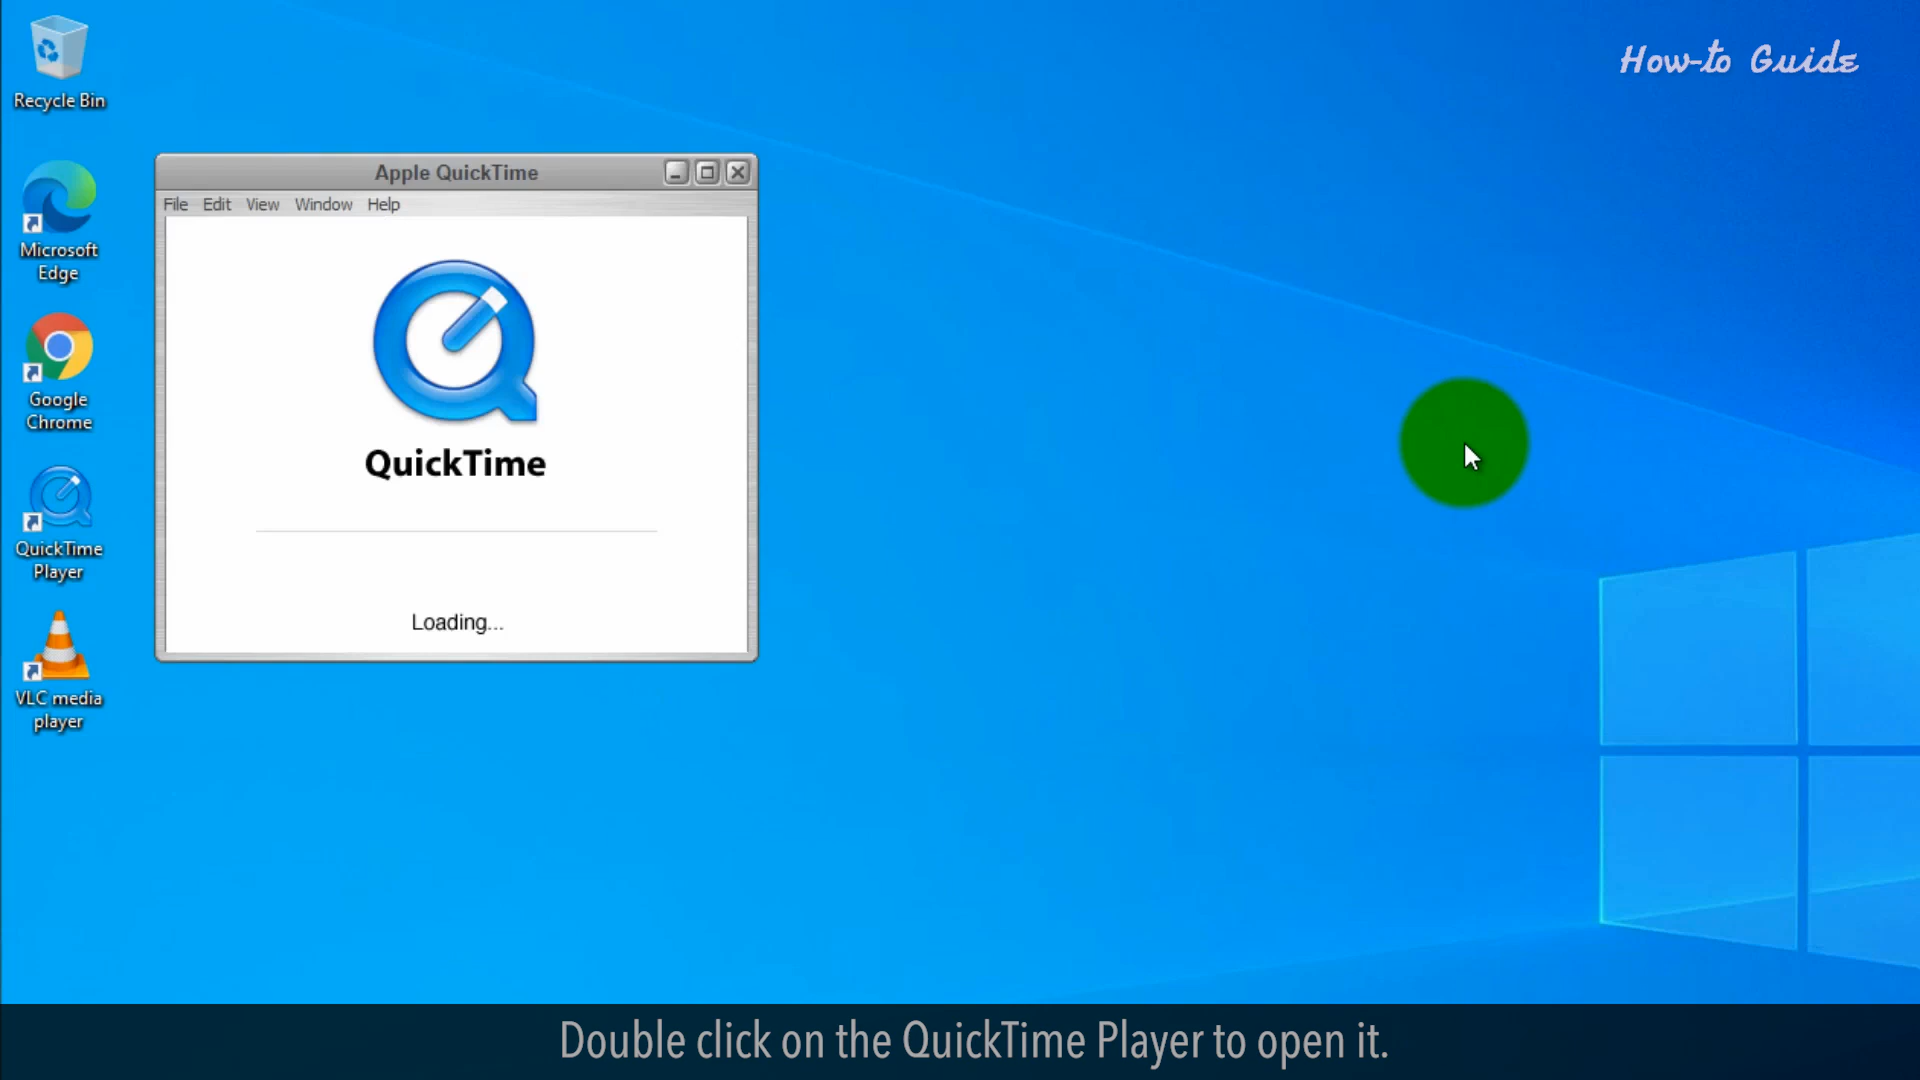 How-to Guide
Recycle Bin
Microsoft
Edge
Google
Chrome
QuickTime
Player
VLC media
player
Apple QuickTime
File Edit View Window Help
QuickTime
Loading...
Double click on the QuickTime Player to open it.